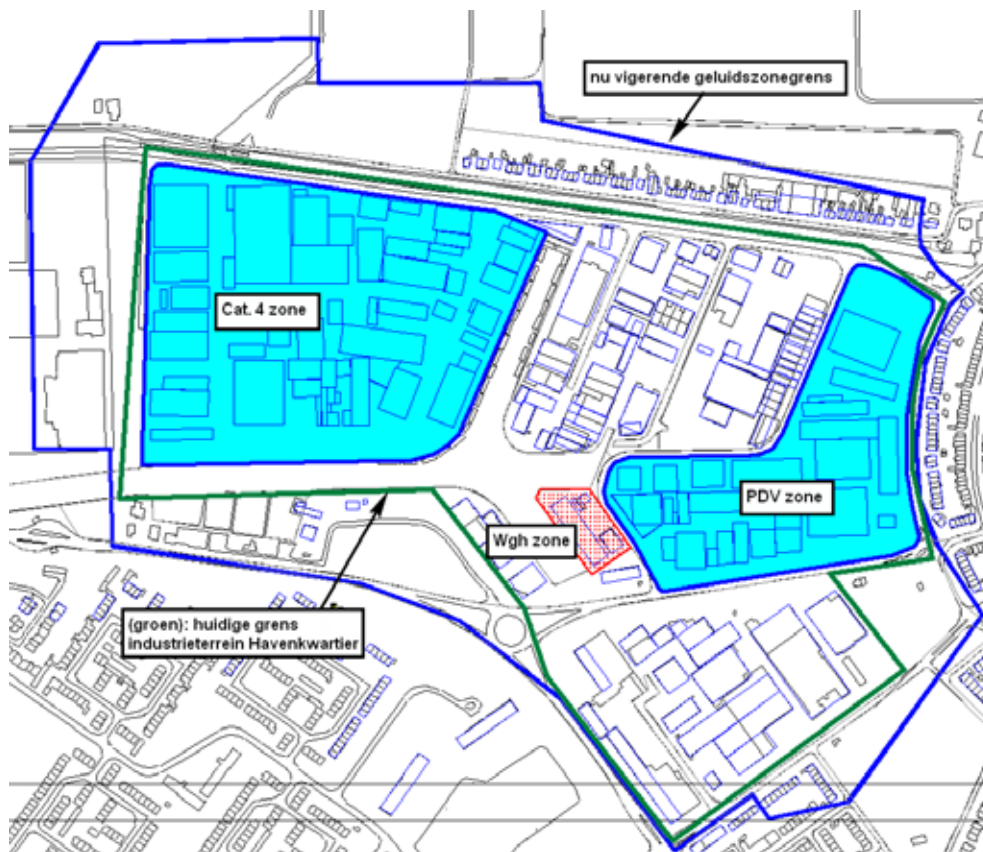 nu vigerende geluidszonegrens
Cat. 4 zone
PDV zone
Wgh zone
(groen): huidige grens
industrieterrein Havenkwartier